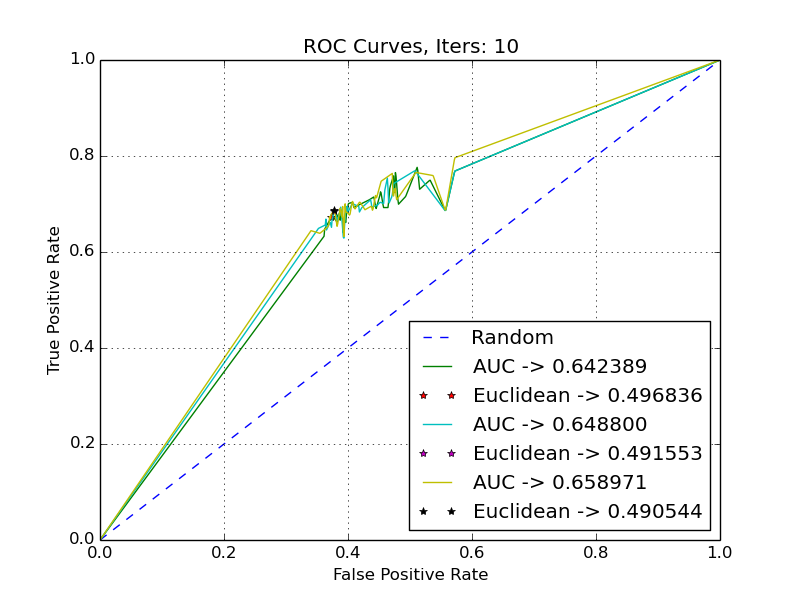 ROC Curves, Iters: 10
1.0
0.8
0.6
0.4
0.2
0.0
True Positive Rate
Random
AUC -> 0.642389
Euclidean -> 0.496836
AUC -> 0.648800
Euclidean -> 0.491553
AUC -> 0.658971
Euclidean -> 0.490544
0.0 0.2 0.4 0.6 0.8 1.0
False Positive Rate